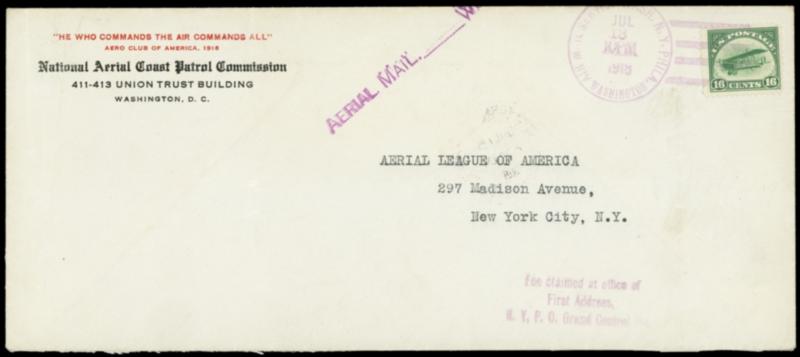 "HE WHO COMMANDS THE AIR COMMANDS ALL"
AERO CLUB OF AMERICA, 1916
National Aerial Coast Patrol Commission
411-413 UNION TRUST BUILDING
WASHINGTON, D. C.
AERIAL MAIL.
JUL
1918
N.Y.-PHILA.
WASHINGTON
U.S. POSTAGE
16 CENTS 16
AERIAL LEAGUE OF AMERICA
297 Madison Avenue,
New York City, N.Y.
Fee claimed at office of
First Address,
N. Y. P. O. Grand Central